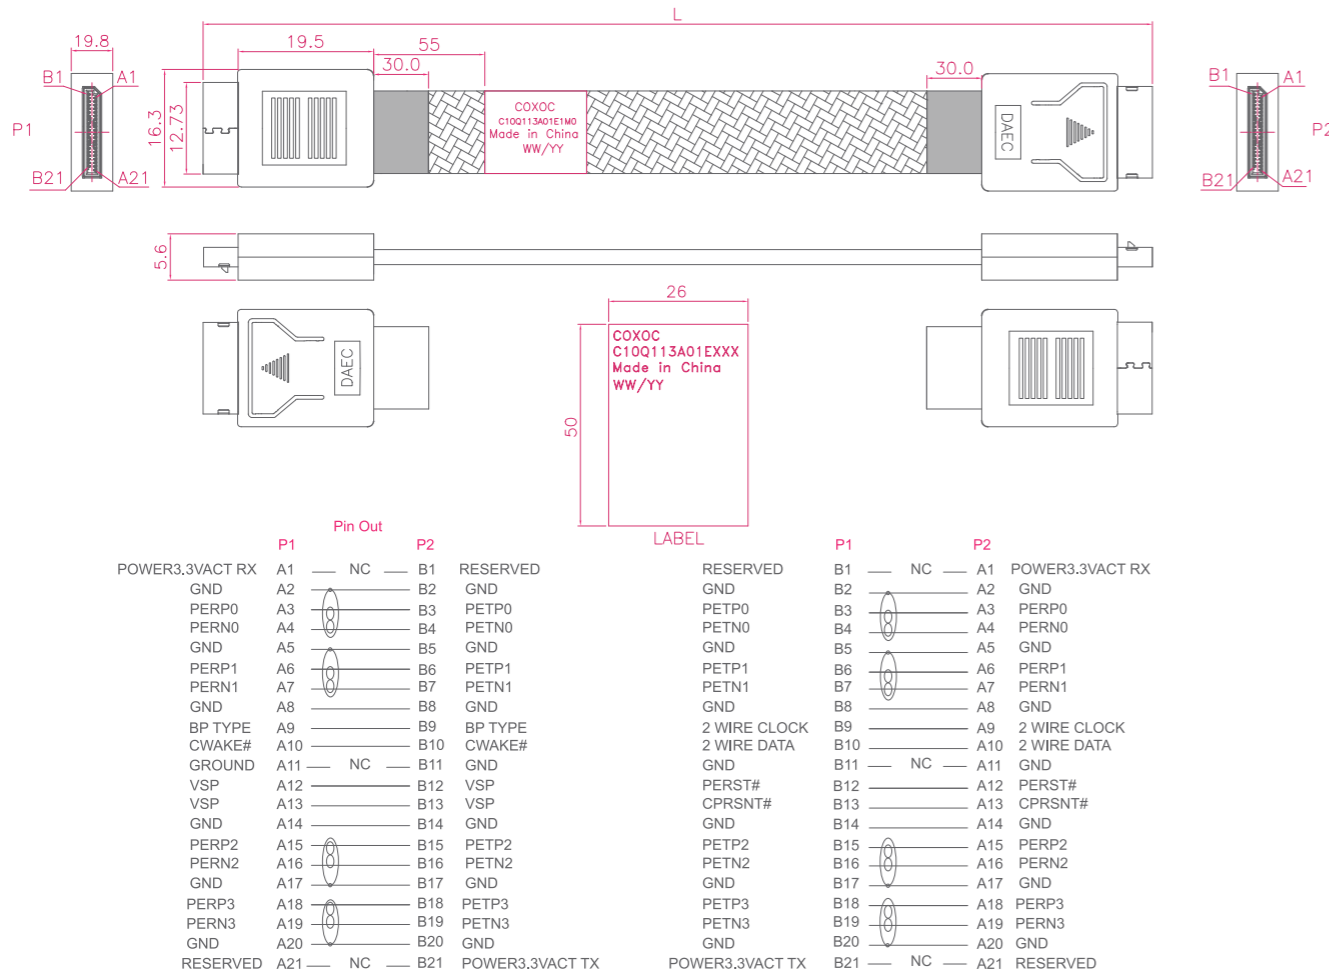 L
19.8
19.5
55
30.0
30.0
B1
A1
P1
B21
A21
16.3
12.73
COXOC
C10Q113A01E1M0
Made in China
WW/YY
DAEC
B1
A1
P2
B21
A21
5.6
26
DAEC
50
COXOC
C10Q113A01EXXX
Made in China
WW/YY
LABEL
Pin Out
P1 P2 P1 P2
POWER3.3VACT RX A1 NC B1 RESERVED RESERVED B1 NC A1 POWER3.3VACT RX
GND A2 B2 GND GND B2 A2 GND
PERP0 A3 B3 PETP0 PETP0 B3 A3 PERP0
PERN0 A4 B4 PETN0 PETN0 B4 A4 PERN0
GND A5 B5 GND GND B5 A5 GND
PERP1 A6 B6 PETP1 PETP1 B6 A6 PERP1
PERN1 A7 B7 PETN1 PETN1 B7 A7 PERN1
GND A8 B8 GND GND B8 A8 GND
BP TYPE A9 B9 BP TYPE 2 WIRE CLOCK B9 A9 2 WIRE CLOCK
CWAKE# A10 B10 CWAKE# 2 WIRE DATA B10 A10 2 WIRE DATA
GROUND A11 NC B11 GND GND B11 NC A11 GND
VSP A12 B12 VSP PERST# B12 A12 PERST#
VSP A13 B13 VSP CPRSNT# B13 A13 CPRSNT#
GND A14 B14 GND GND B14 A14 GND
PERP2 A15 B15 PETP2 PETP2 B15 A15 PERP2
PERN2 A16 B16 PETN2 PETN2 B16 A16 PERN2
GND A17 B17 GND GND B17 A17 GND
PERP3 A18 B18 PETP3 PETP3 B18 A18 PERP3
PERN3 A19 B19 PETN3 PETN3 B19 A19 PERN3
GND A20 B20 GND GND B20 A20 GND
RESERVED A21 NC B21 POWER3.3VACT TX POWER3.3VACT TX B21 NC A21 RESERVED